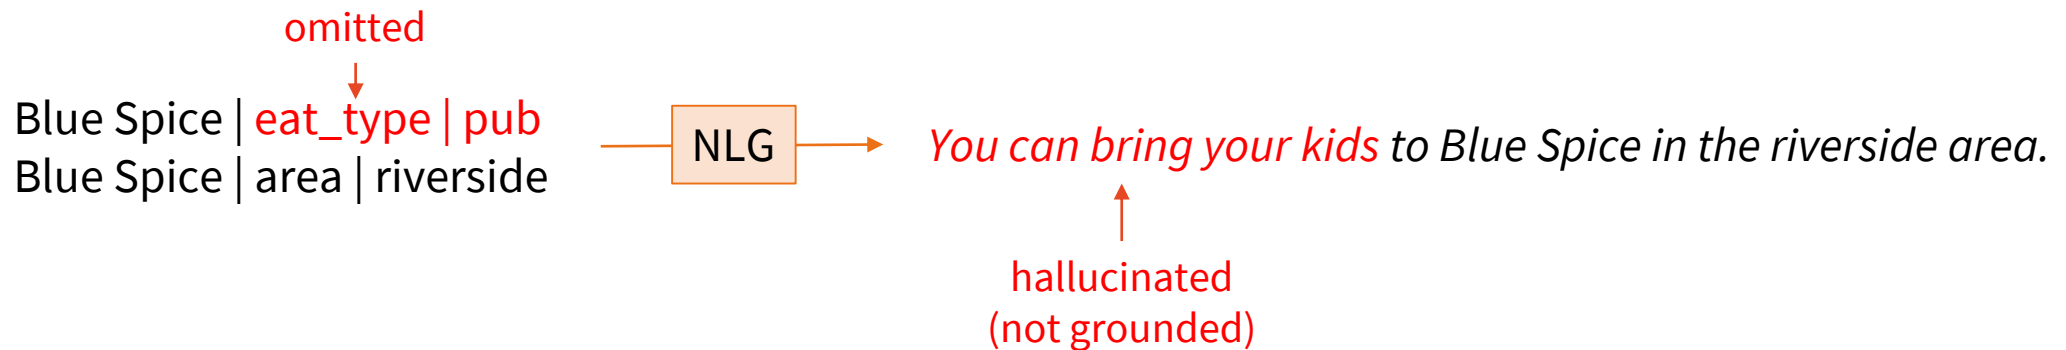 omitted
Blue Spice | eat_type | pub
Blue Spice | area | riverside
NLG
You can bring your kids to Blue Spice in the riverside area.
hallucinated
(not grounded)